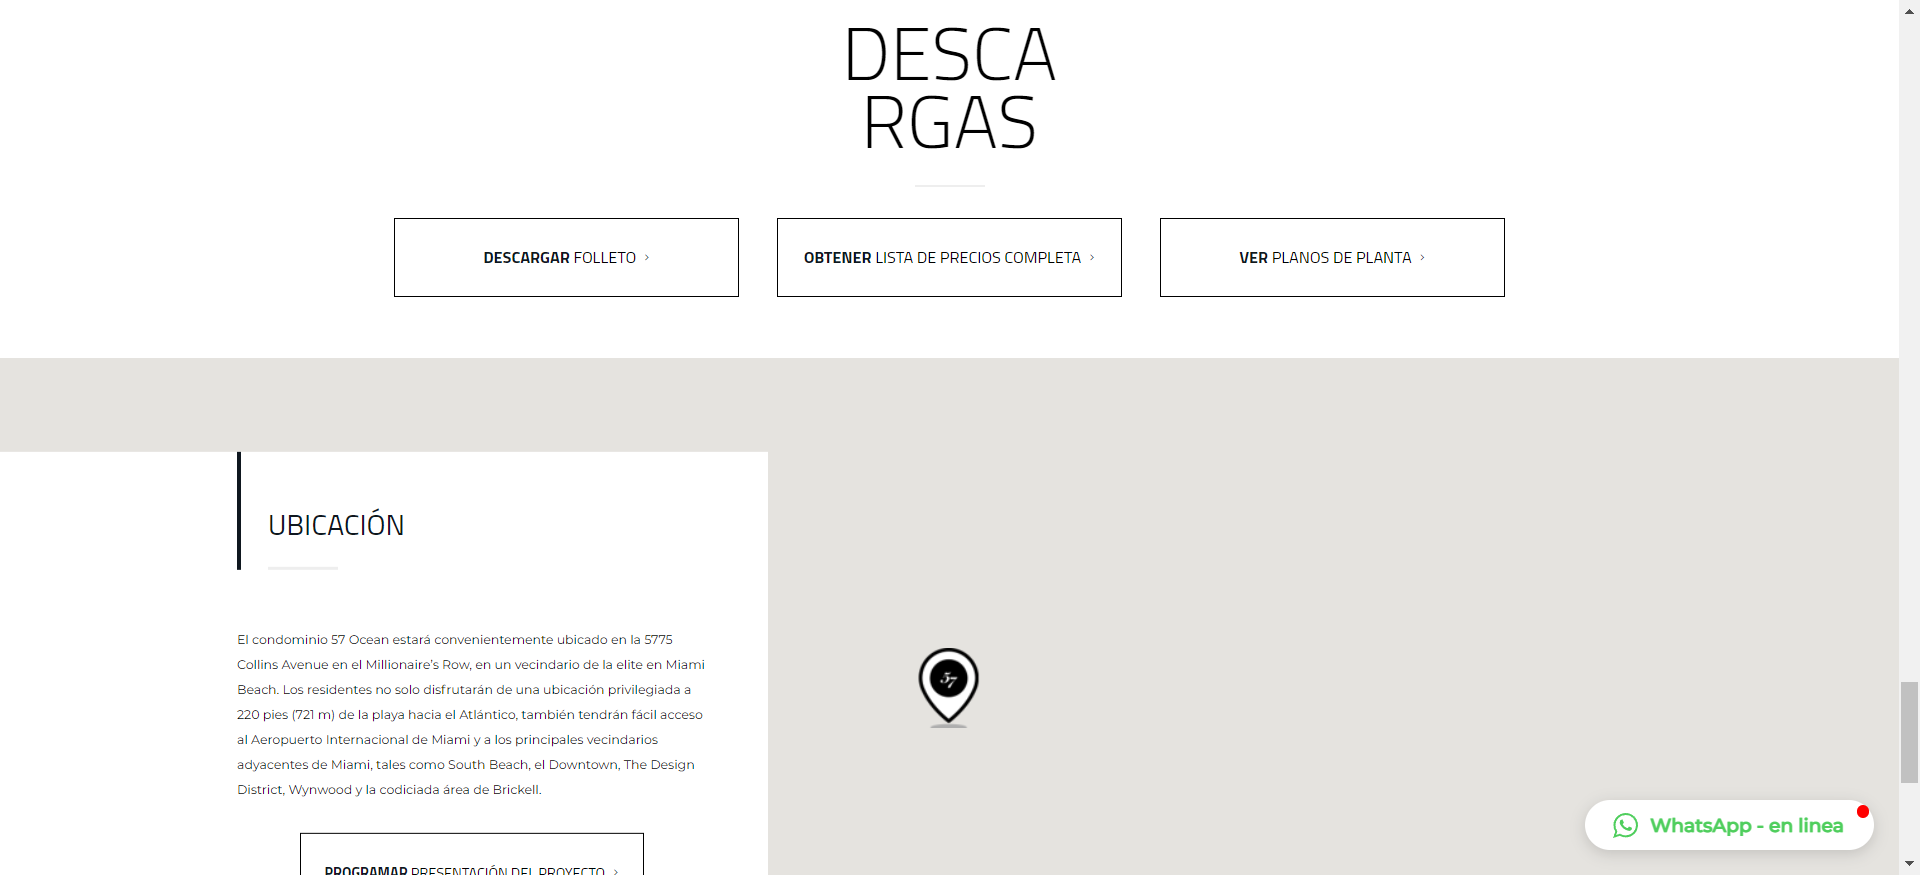 DESCA
RGAS
DESCARGAR FOLLETO ›
OBTENER LISTA DE PRECIOS COMPLETA ›
VER PLANOS DE PLANTA ›
UBICACIÓN
El condominio 57 Ocean estará convenientemente ubicado en la 5775
Collins Avenue en el Millionaire’s Row, en un vecindario de la elite en Miami
Beach. Los residentes no solo disfrutarán de una ubicación privilegiada a
220 pies (721 m) de la playa hacia el Atlántico, también tendrán fácil acceso
al Aeropuerto Internacional de Miami y a los principales vecindarios
adyacentes de Miami, tales como South Beach, el Downtown, The Design
District, Wynwood y la codiciada área de Brickell.
57
PROGRAMAR PRESENTACIÓN DEL PROYECTO ›
WhatsApp - en linea